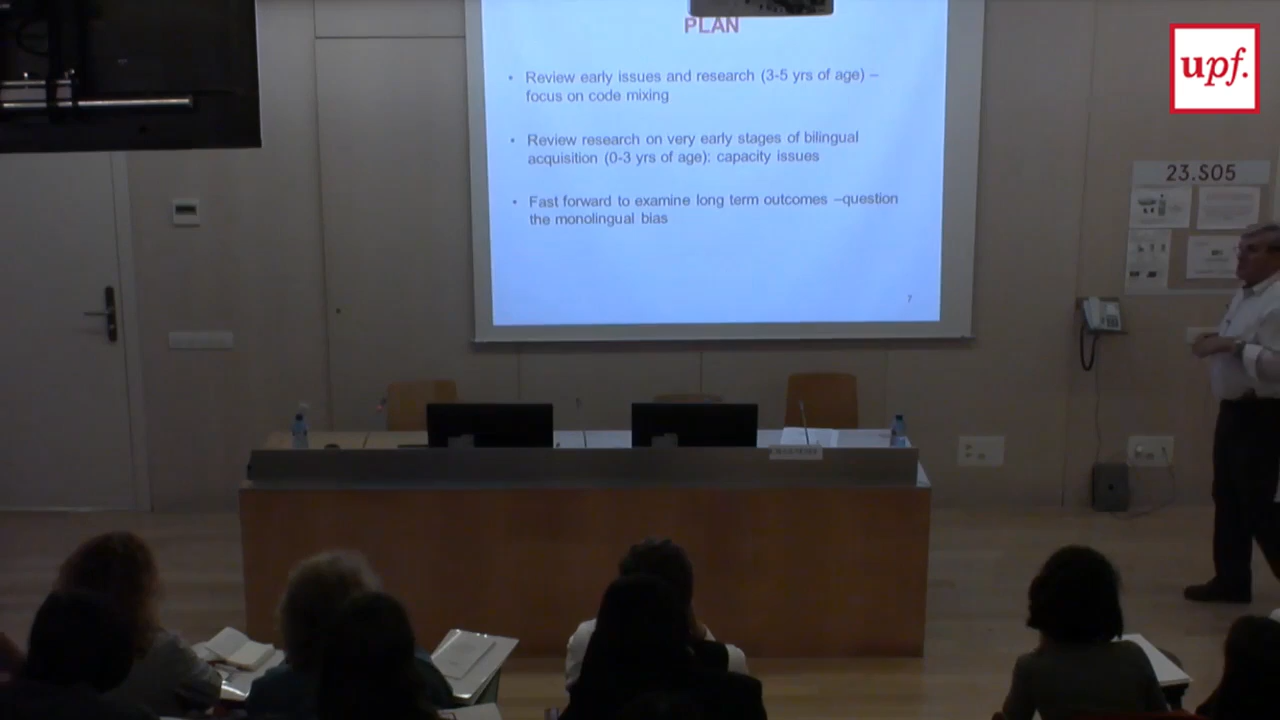 PLAN
upf.
• Review early issues and research (3-5 yrs of age) –
focus on code mixing
• Review research on very early stages of bilingual
acquisition (0-3 yrs of age): capacity issues
• Fast forward to examine long term outcomes –question
the monolingual bias
7
23.S05